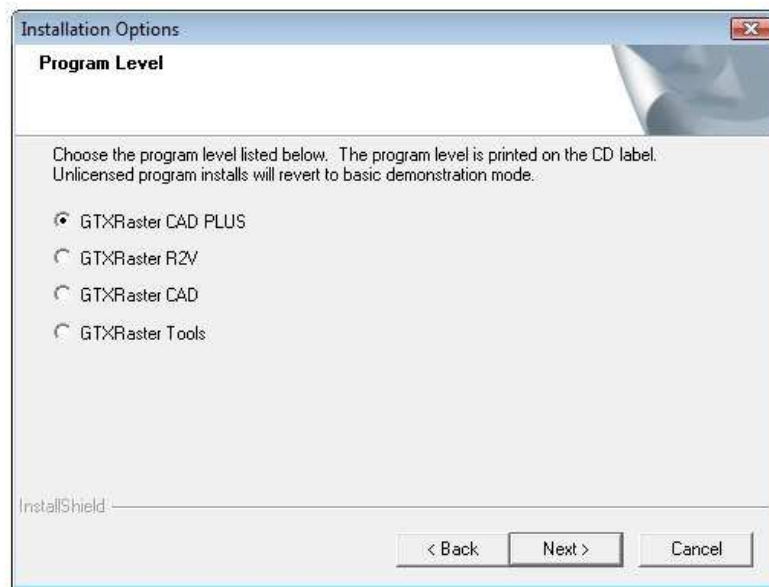 Installation Options
Program Level
Choose the program level listed below.  The program level is printed on the CD label.
Unlicensed program installs will revert to basic demonstration mode.
GTXRaster CAD PLUS
GTXRaster R2V
GTXRaster CAD
GTXRaster Tools
InstallShield
< Back Next > Cancel